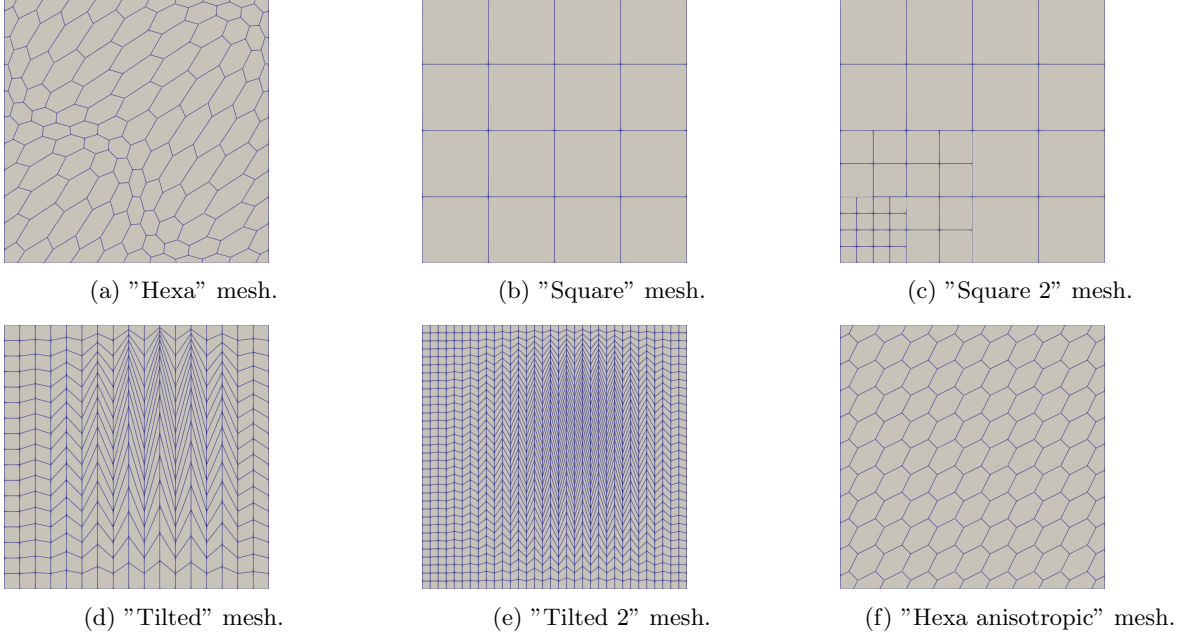 (a) ”Hexa” mesh.
(b) ”Square” mesh.
(c) ”Square 2” mesh.
(d) ”Tilted” mesh.
(e) ”Tilted 2” mesh.
(f) ”Hexa anisotropic” mesh.